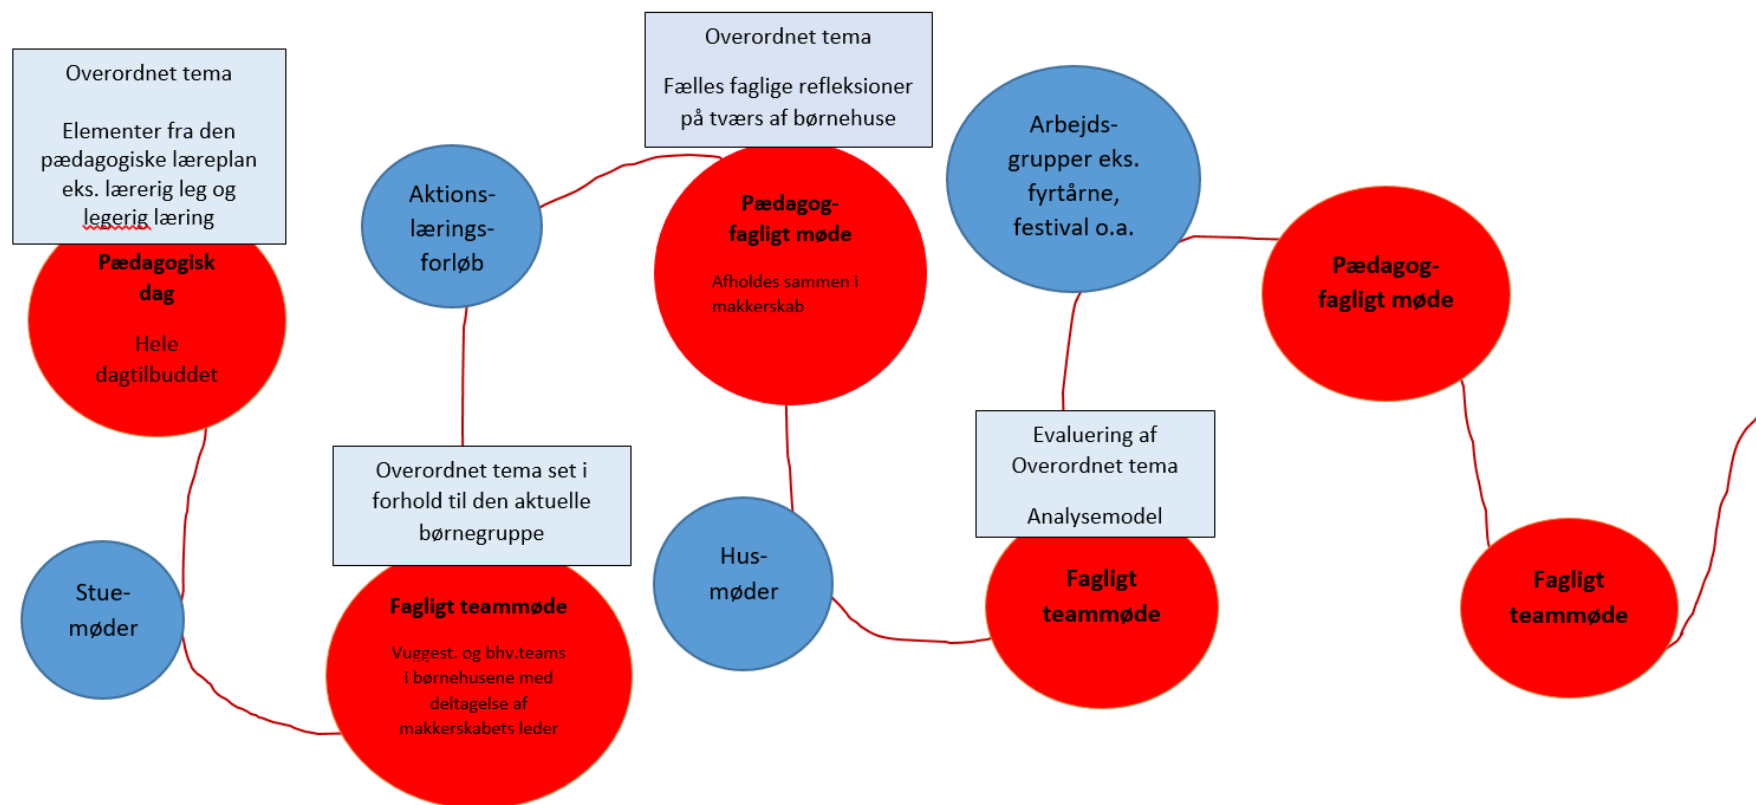 Overordnet tema
Elementer fra den
pædagogiske læreplan
eks. lærerig leg og
legerig læring
Pædagogisk
dag
Hele
dagtilbuddet
Stue-
møder
Overordnet tema set i
forhold til den aktuelle
børnegruppe
Fagligt teammøde
Vuggest. og bhv.teams
i børnehusene med
deltagelse af
makkerskabets leder
Aktions-
lærings-
forløb
Overordnet tema
Fælles faglige refleksioner
på tværs af børnehuse
Pædagog-
fagligt møde
Afholdes sammen i
makkerskab
Hus-
møder
Evaluering af
Overordnet tema
Analysemodel
Fagligt
teammøde
Arbejds-
grupper eks.
fyrtårne,
festival o.a.
Pædagog-
fagligt møde
Fagligt
teammøde